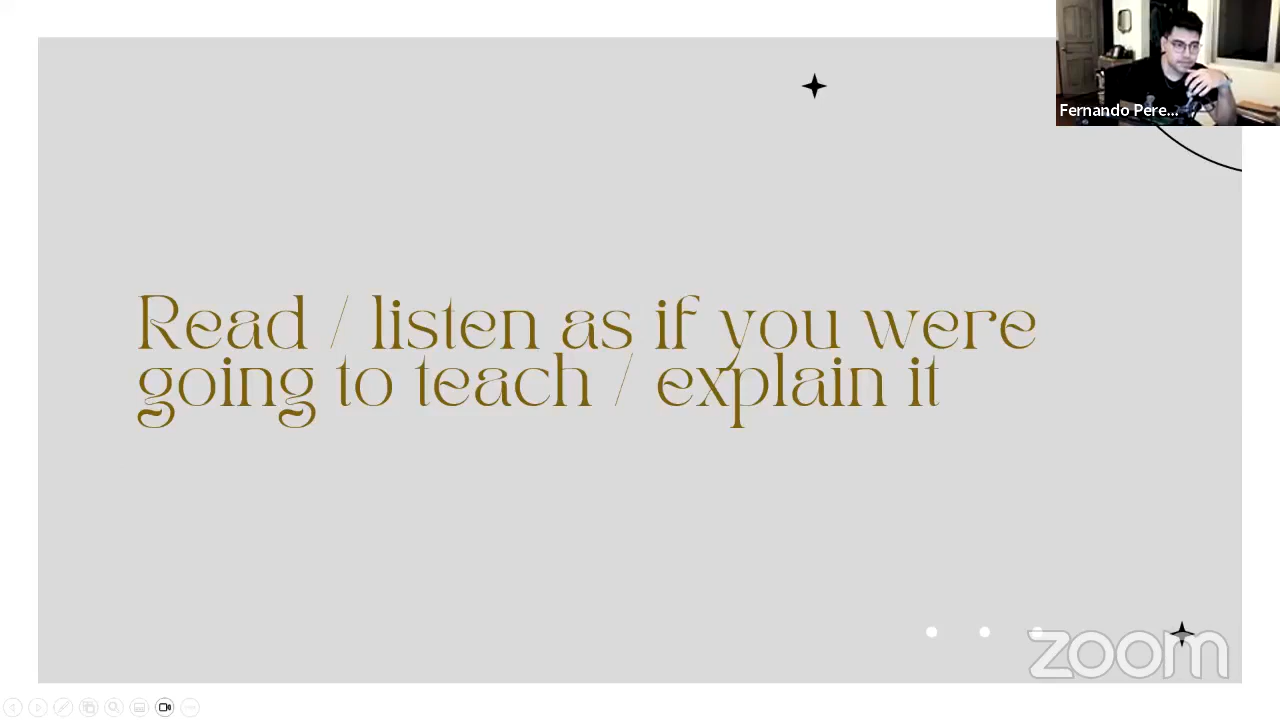 Fernando Pere...
Read / listen as if you were
going to teach / explain it
zoom